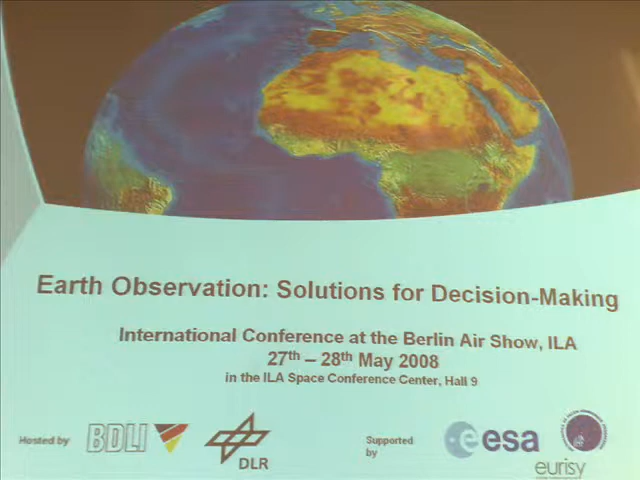 Earth Observation: Solutions for Decision-Making
International Conference at the Berlin Air Show, ILA
27th – 28th May 2008
in the ILA Space Conference Center, Hall 9
Hosted by
BDLI
DLR
Supported
by
esa
eurisy